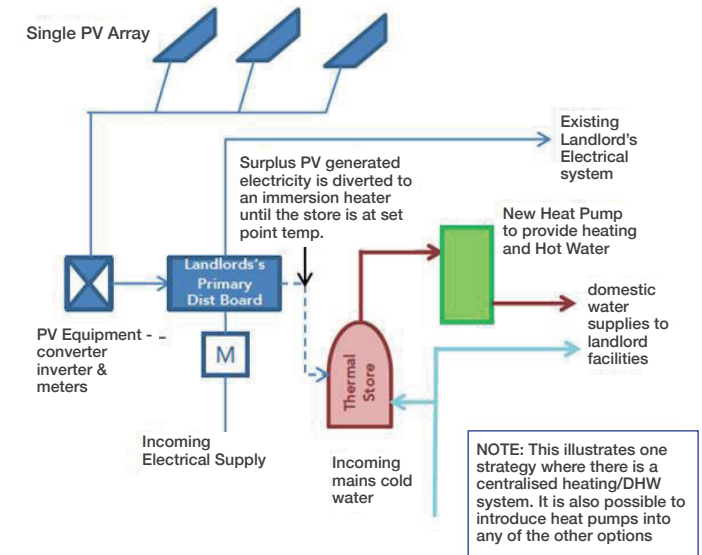 Single PV Array
Existing
Landlord's
Electrical
system
Surplus PV generated
electricity is diverted to
an immersion heater
until the store is at set
point temp.
New Heat Pump
to provide heating
and Hot Water
Landlords's
Primary
Dist Board
domestic
water
supplies to
landlord
facilities
PV Equipment - -
converter
inverter &
meters
M
Thermal
Store
Incoming
Electrical Supply
Incoming
mains cold
water
NOTE: This illustrates one
strategy where there is a
centralised heating/DHW
system. It is also possible to
introduce heat pumps into
any of the other options